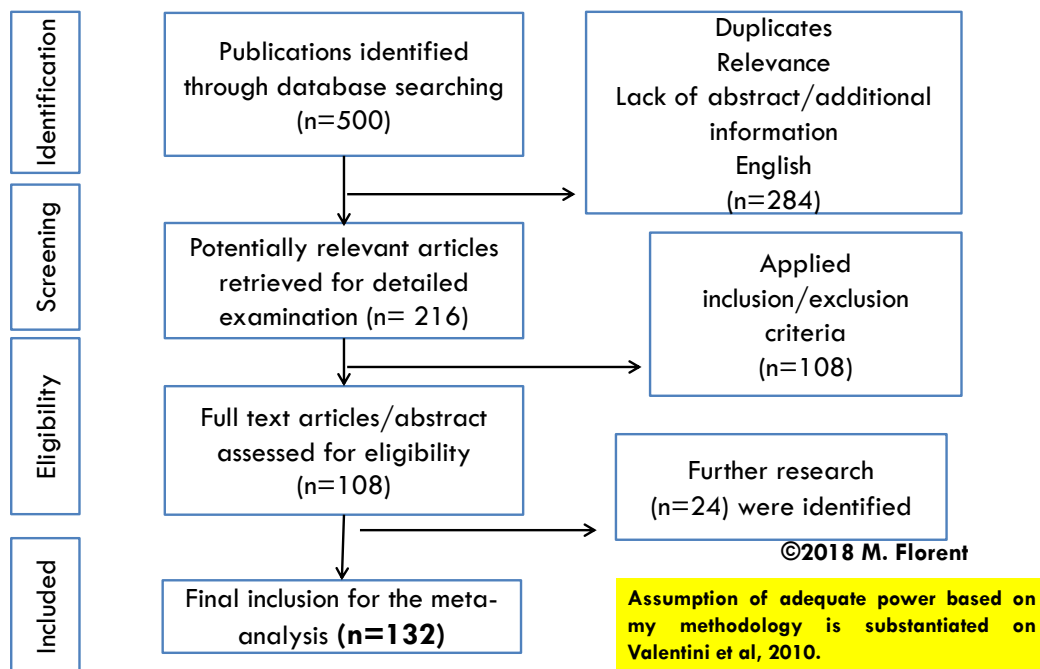 Identification
Publications identified
through database searching
(n=500)
Duplicates
Relevance
Lack of abstract/additional
information
English
(n=284)
Screening
Potentially relevant articles
retrieved for detailed
examination (n= 216)
Applied
inclusion/exclusion
criteria
(n=108)
Eligibility
Full text articles/abstract
assessed for eligibility
(n=108)
Further research
(n=24) were identified
©2018 M. Florent
Included
Final inclusion for the meta-
analysis (n=132)
Assumption of adequate power based on
my methodology is substantiated on
Valentini et al, 2010.